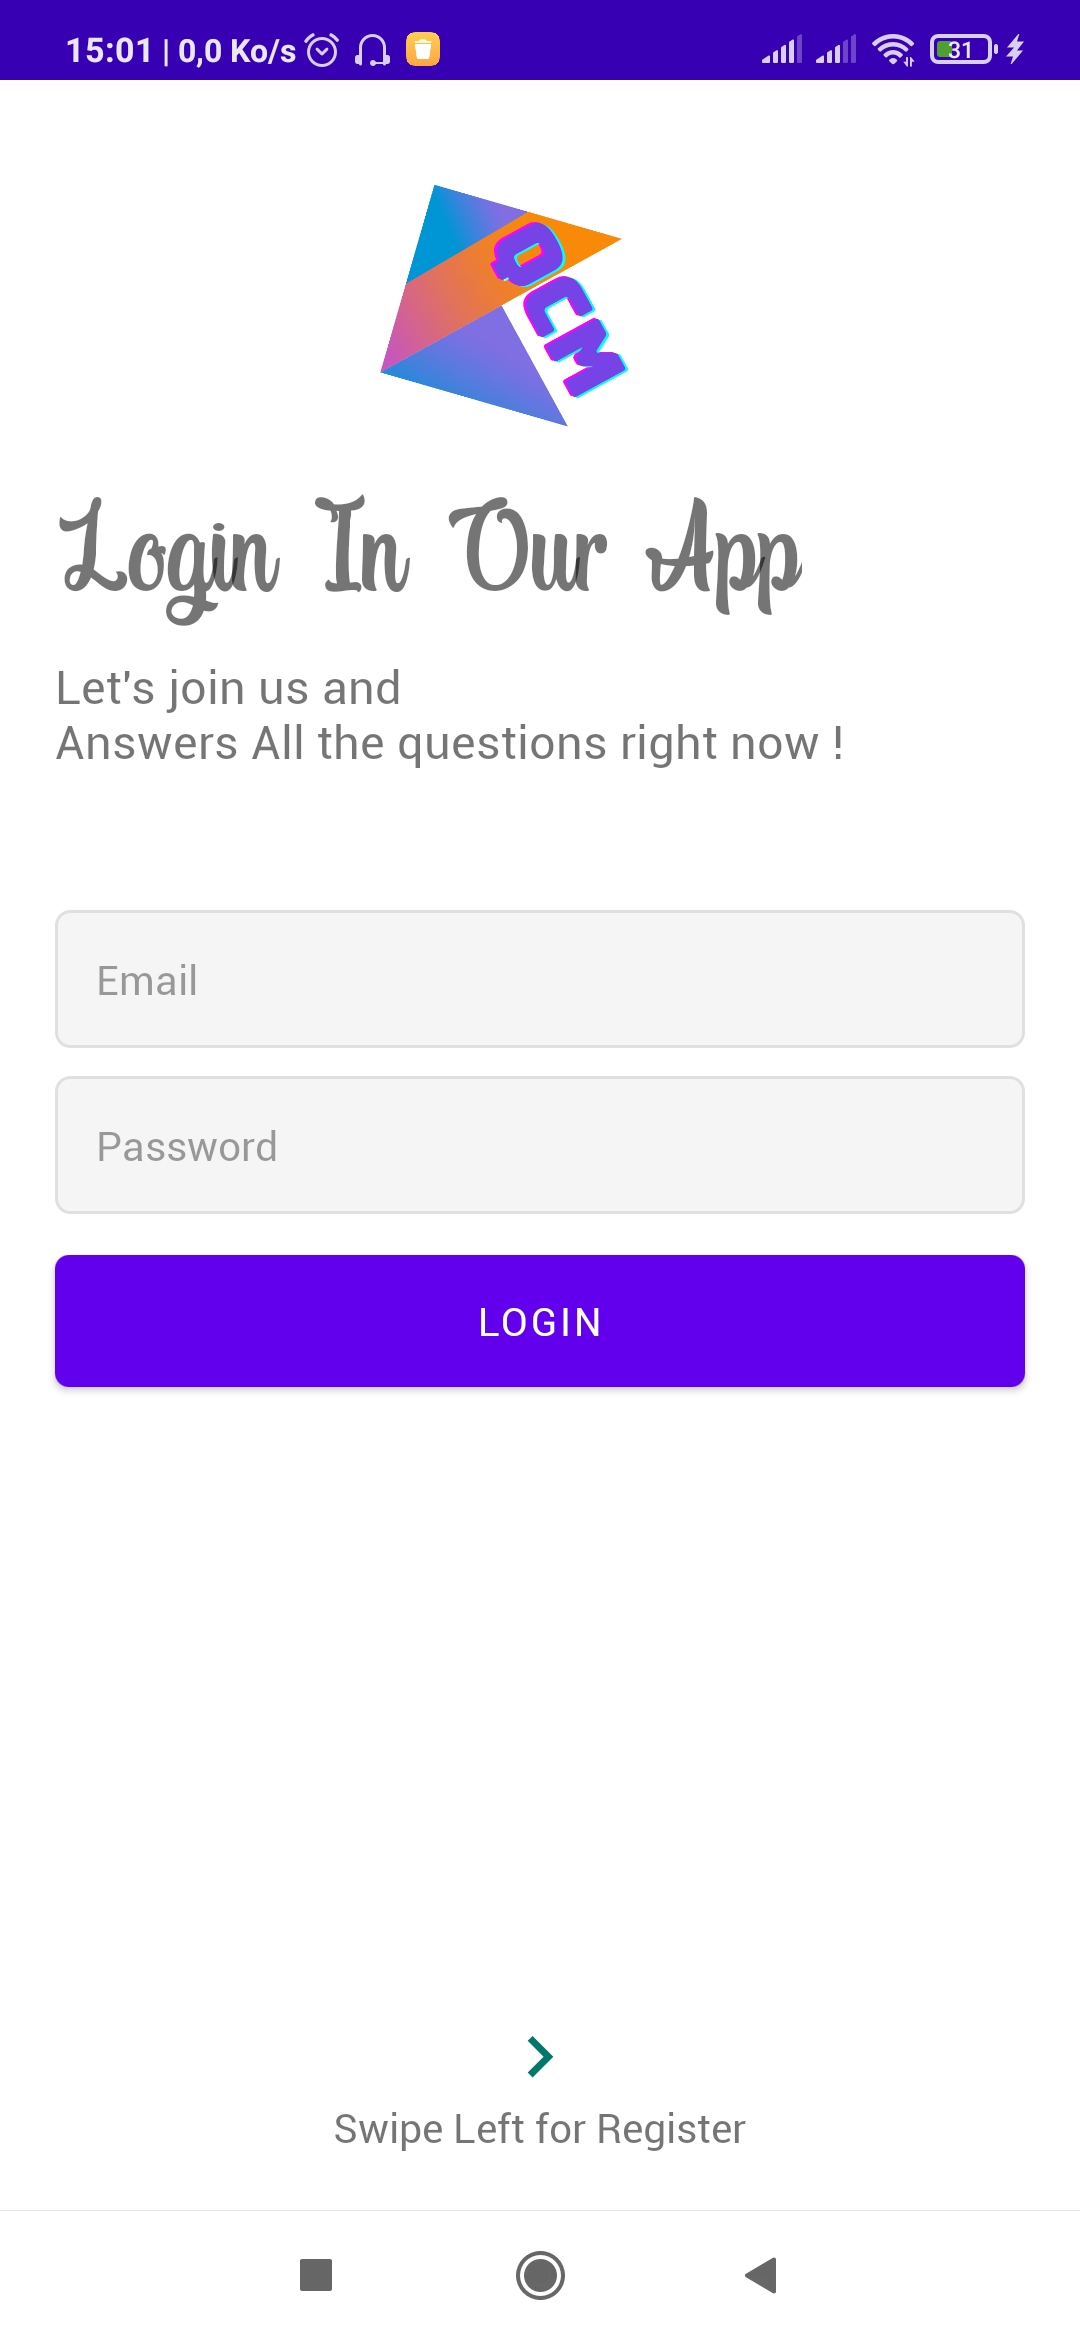 15:01 | 0,0 Ko/s
31
QCM
Login In Our App
Let's join us and
Answers All the questions right now !
Email
Password
LOGIN
Swipe Left for Register